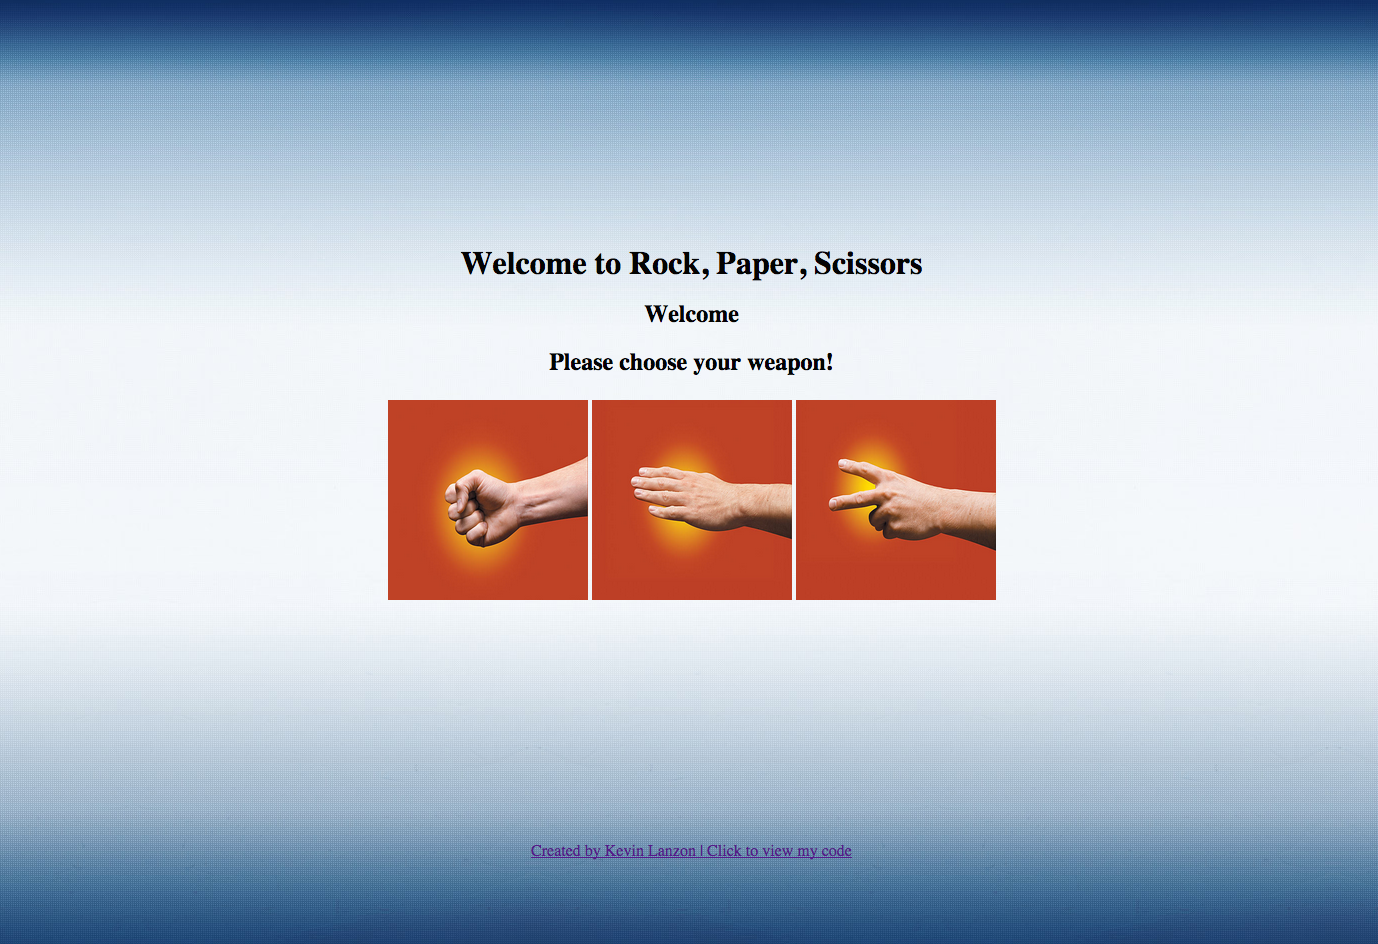 Welcome to Rock, Paper, Scissors
Welcome
Please choose your weapon!
Created by Kevin Lanzon | Click to view my code